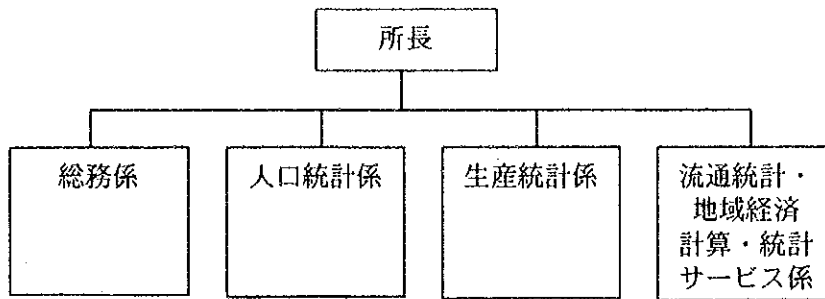 所長
総務係
人口統計係
生産統計係
流通統計・
地域経済
計算・統計
サービス係